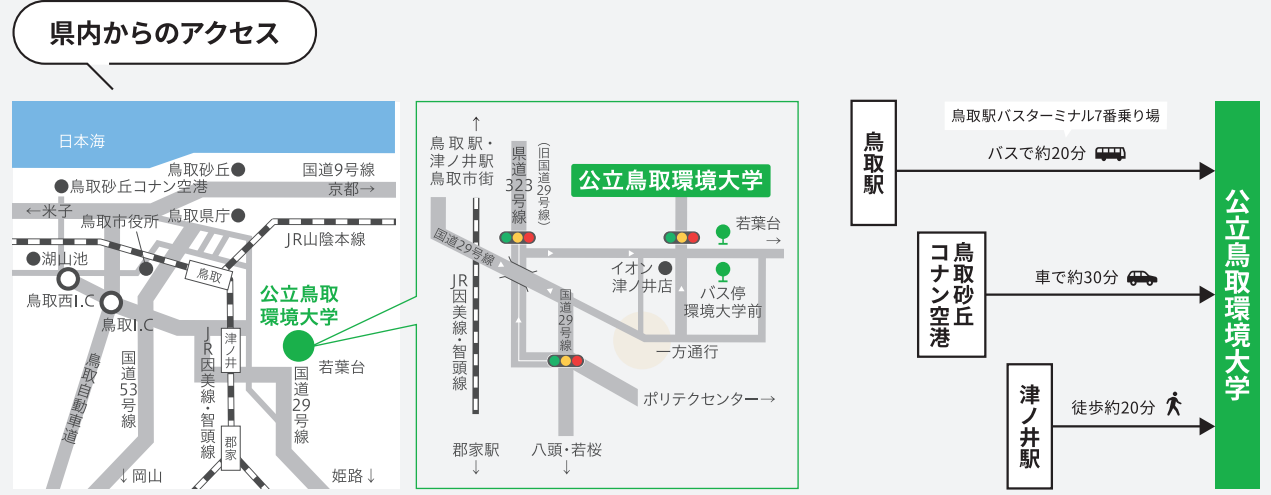 県内からのアクセス
日本海
鳥取砂丘
国道9号線
鳥取砂丘コナン空港
京都→
←米子
鳥取県庁
鳥取市役所
JR山陰本線
湖山池
鳥取
鳥取西I.C
公立鳥取
環境大学
鳥取I.C
JR因美線・智頭線
津ノ井
若葉台
鳥取自動車道
国道53号線
国道29号線
郡家
↓岡山
姫路↓
↑
鳥取駅・
津ノ井駅
鳥取市街
県道323号線
(旧国道29号線)
公立鳥取環境大学
若葉台
→
国道29号線
イオン
津ノ井店
バス停
環境大学前
JR因美線・智頭線
国道29号線
一方通行
ポリテクセンター→
郡家駅
↓
八頭・若桜
↓
鳥取駅
鳥取駅バスターミナル7番乗り場
バスで約20分
鳥取砂丘
コナン空港
車で約30分
津ノ井駅
徒歩約20分
公立鳥取環境大学